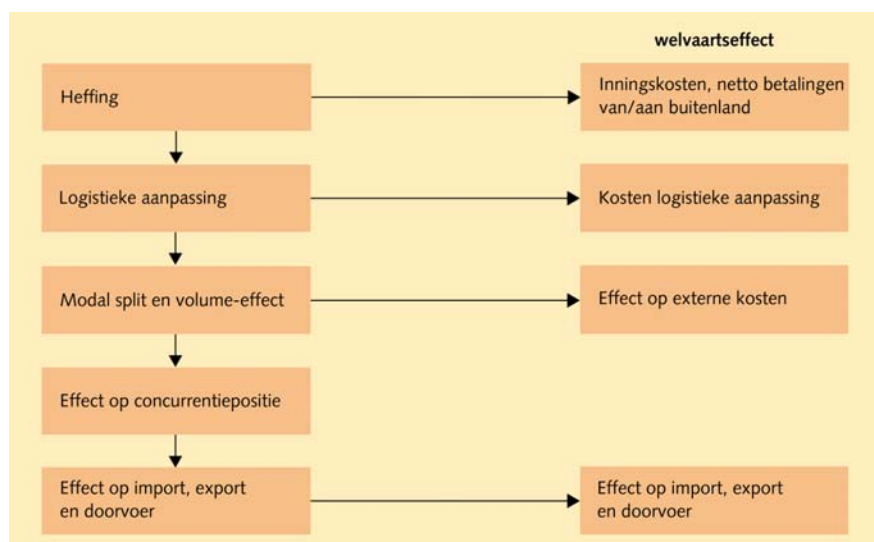 welvaartseffect
Heffing
Inningskosten, netto betalingen
van/aan buitenland
Logistieke aanpassing
Kosten logistieke aanpassing
Modal split en volume-effect
Effect op externe kosten
Effect op concurrentiepositie
Effect op import, export
en doorvoer
Effect op import, export
en doorvoer